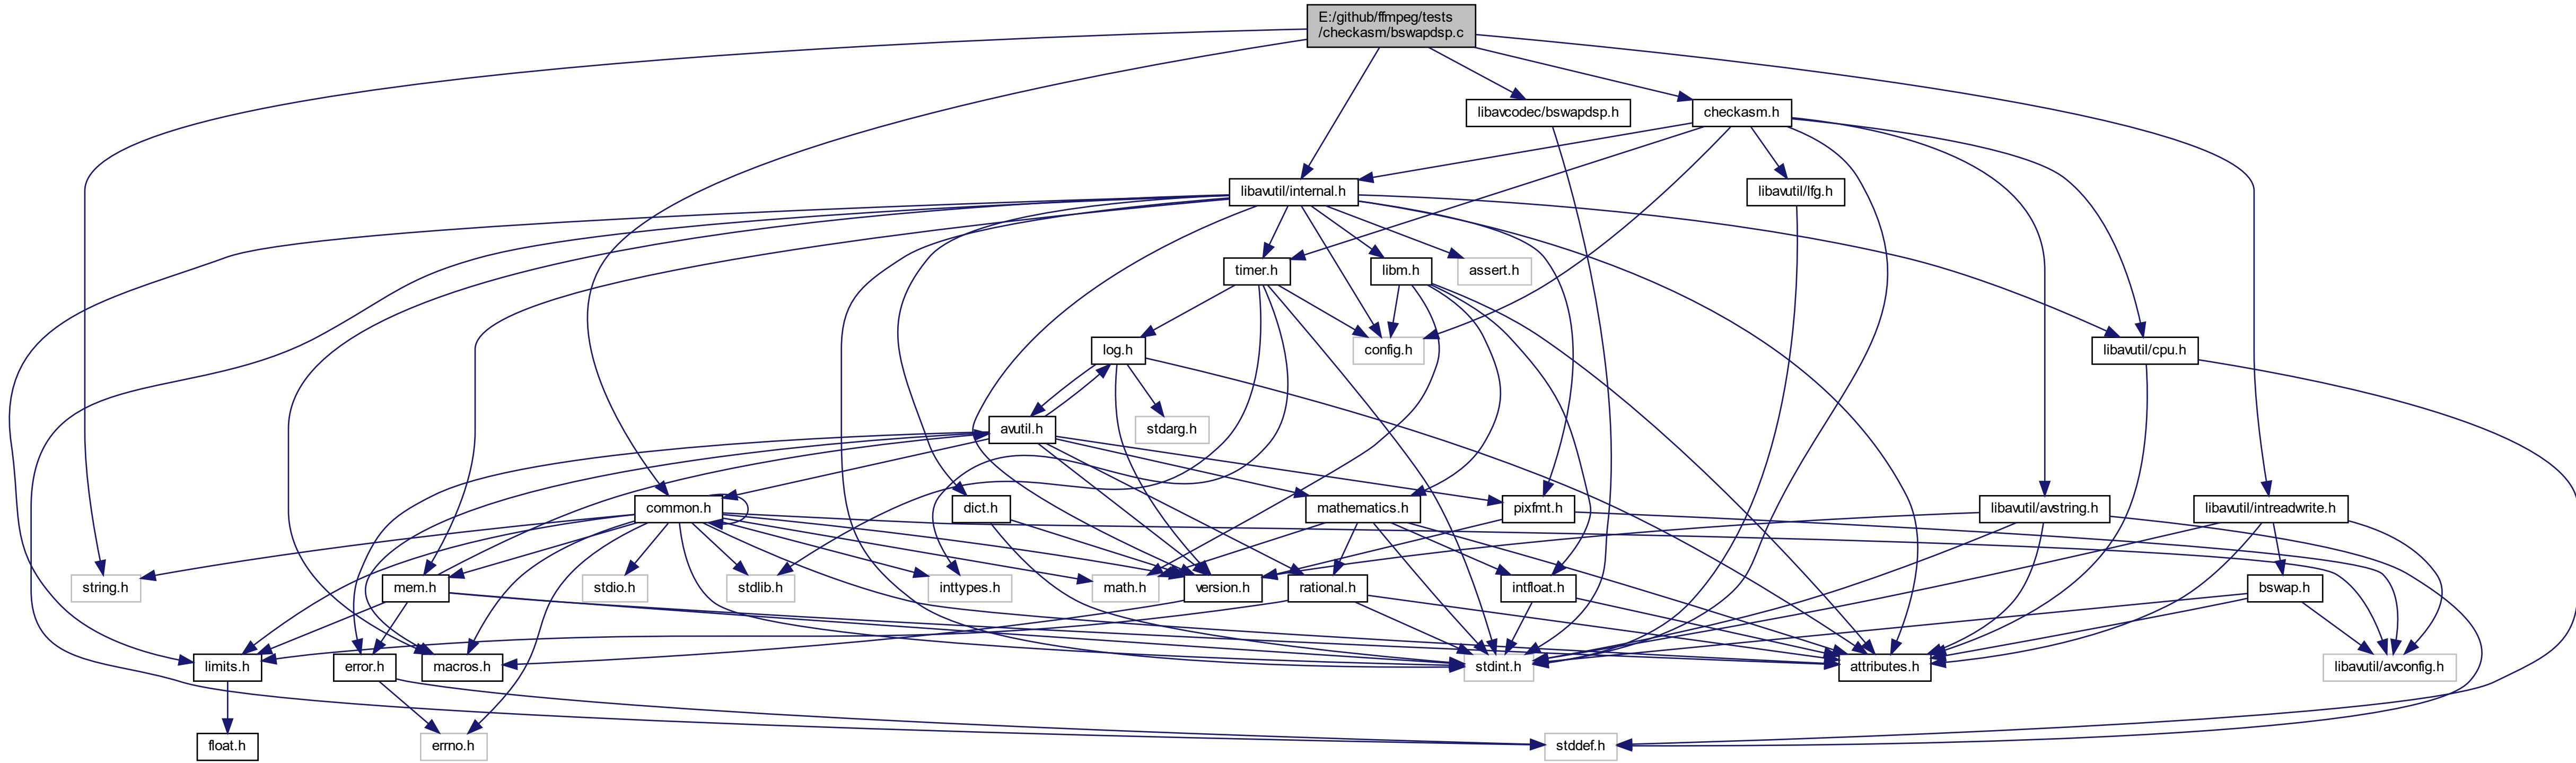 E:/github/ffmpeg/tests
/checkasm/bswapdsp.c
libavcodec/bswapdsp.h
checkasm.h
libavutil/internal.h
libavutil/lfg.h
timer.h
libm.h
assert.h
log.h
config.h
libavutil/cpu.h
avutil.h
stdarg.h
common.h
dict.h
mathematics.h
pixfmt.h
libavutil/avstring.h
libavutil/intreadwrite.h
string.h
mem.h
stdio.h
stdlib.h
inttypes.h
math.h
version.h
rational.h
intfloat.h
bswap.h
limits.h
error.h
macros.h
stdint.h
attributes.h
libavutil/avconfig.h
float.h
errno.h
stddef.h